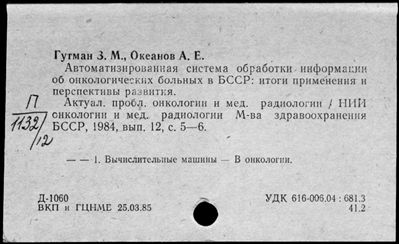 Гутман З. М., Океанов А. Е.
Автоматизированная система обработки информации
об онкологических больных в БССР: итоги применения и
перспективы развития.
Актуал. пробл. онкологии и мед. радиологии / НИИ
онкологии и мед. радиологии М-ва здравоохранения
БССР, 1984, вып. 12, с. 5—6.
П
1132
/12
— — 1. Вычислительные машины — В онкологии.
Д-1060
ВКП и ГЦНМЕ 25.03.85
УДК 616-006.04 : 681.3
41.2